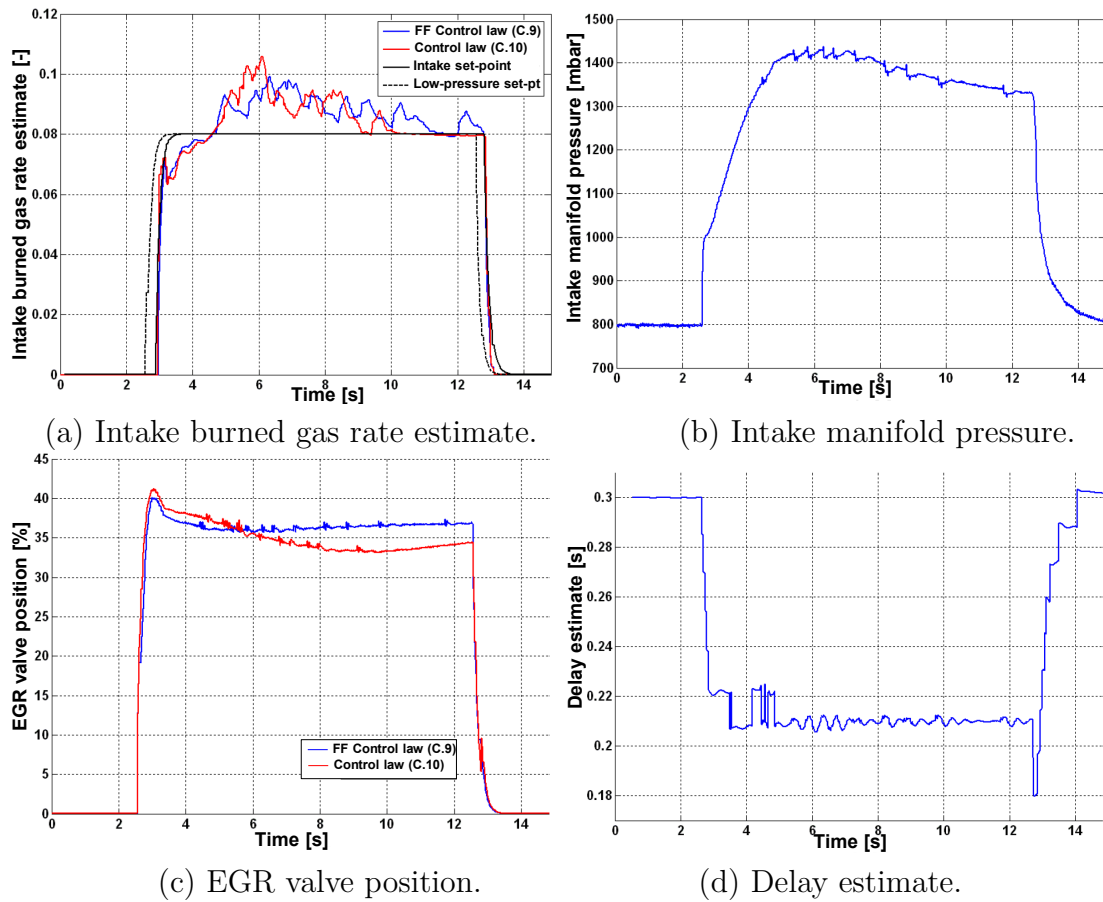 0.12
0.1
0.08
0.06
0.04
0.02
0
Intake burned gas rate estimate [-]
FF Control law (C.9)
Control law (C.10)
Intake set-point
Low-pressure set-pt
0 2 4 6 8 10 12 14
Time [s]
(a) Intake burned gas rate estimate.
1500
1400
1300
1200
1100
1000
900
800
700
Intake manifold pressure [mbar]
0 2 4 6 8 10 12 14
Time [s]
(b) Intake manifold pressure.
45
40
35
30
25
20
15
10
5
0
EGR valve position [%]
FF Control law (C.9)
Control law (C.10)
0 2 4 6 8 10 12 14
Time [s]
(c) EGR valve position.
0.3
0.28
0.26
0.24
0.22
0.2
0.18
Delay estimate [s]
0 2 4 6 8 10 12 14
Time [s]
(d) Delay estimate.